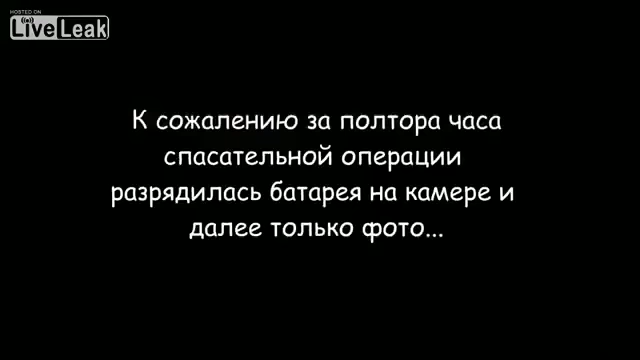 HOSTED ON
LiveLeak
К сожалению за полтора часа
спасательной операции
разрядилась батарея на камере и
далее только фото...